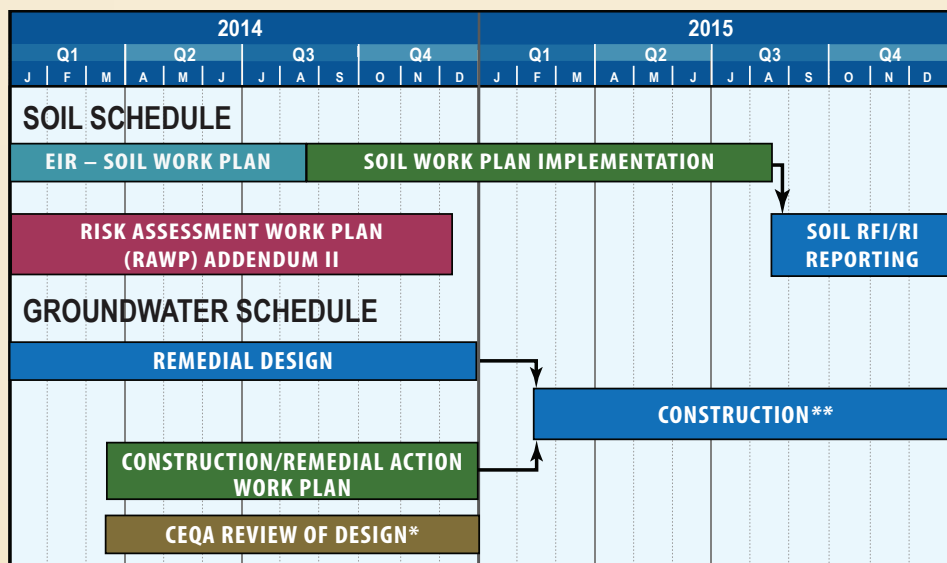 2014 2015
Q1 Q2 Q3 Q4 Q1 Q2 Q3 Q4
J F M A M J J A S O N D J F M A M J J A S O N D
SOIL SCHEDULE
EIR – SOIL WORK PLAN SOIL WORK PLAN IMPLEMENTATION
RISK ASSESSMENT WORK PLAN
(RAWP) ADDENDUM II
SOIL RFI/RI
REPORTING
GROUNDWATER SCHEDULE
REMEDIAL DESIGN
CONSTRUCTION**
CONSTRUCTION/REMEDIAL ACTION
WORK PLAN
CEQA REVIEW OF DESIGN*